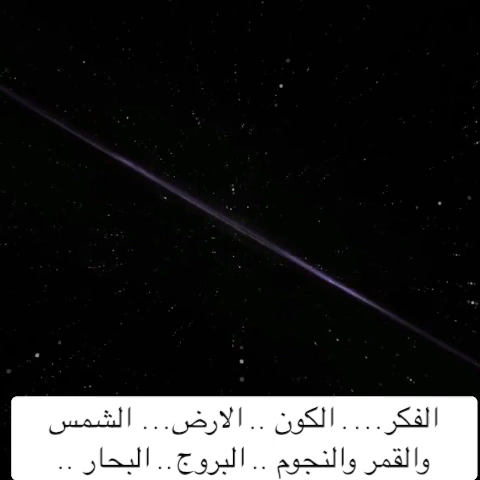 الفكر.... الكون .. الارض... الشمس
والقمر والنجوم .. البروج.. البحار ..